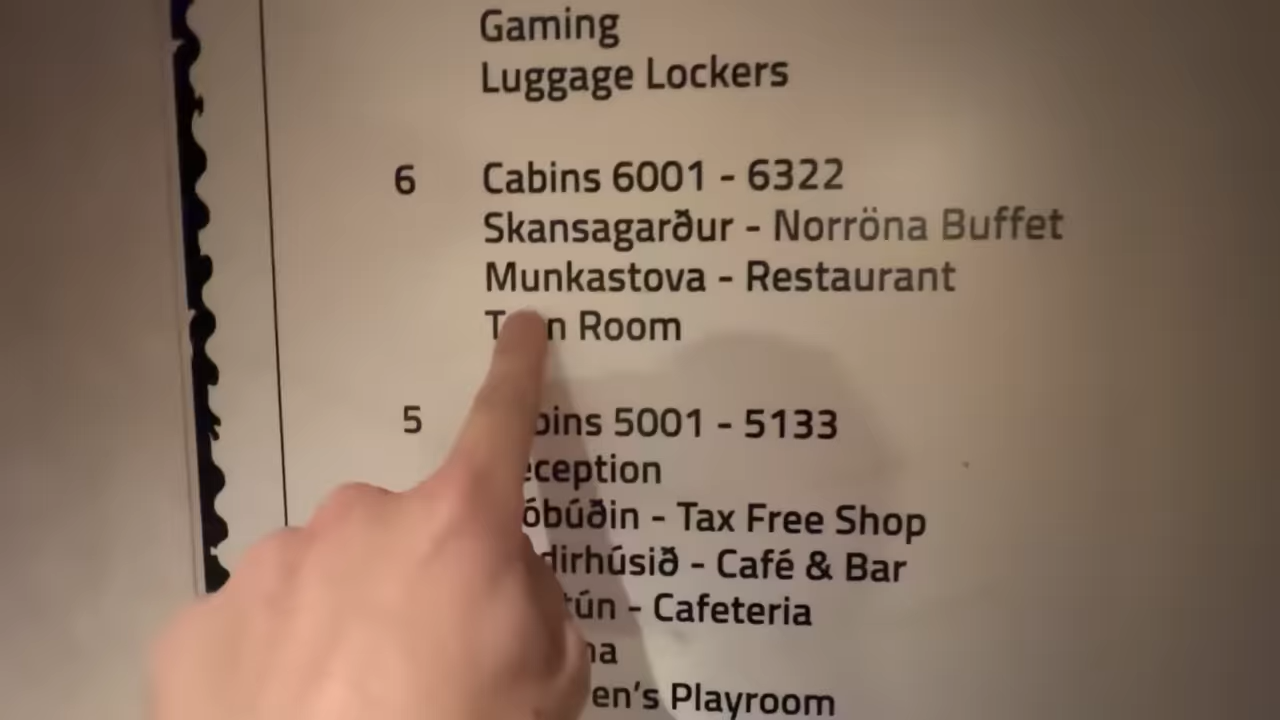 Gaming
Luggage Lockers
6 Cabins 6001 - 6322
Skansagarður - Norröna Buffet
Munkastova - Restaurant
Room
5 5001 - 5133
- Tax Free Shop
- Café & Bar
- Cafeteria
Playroom